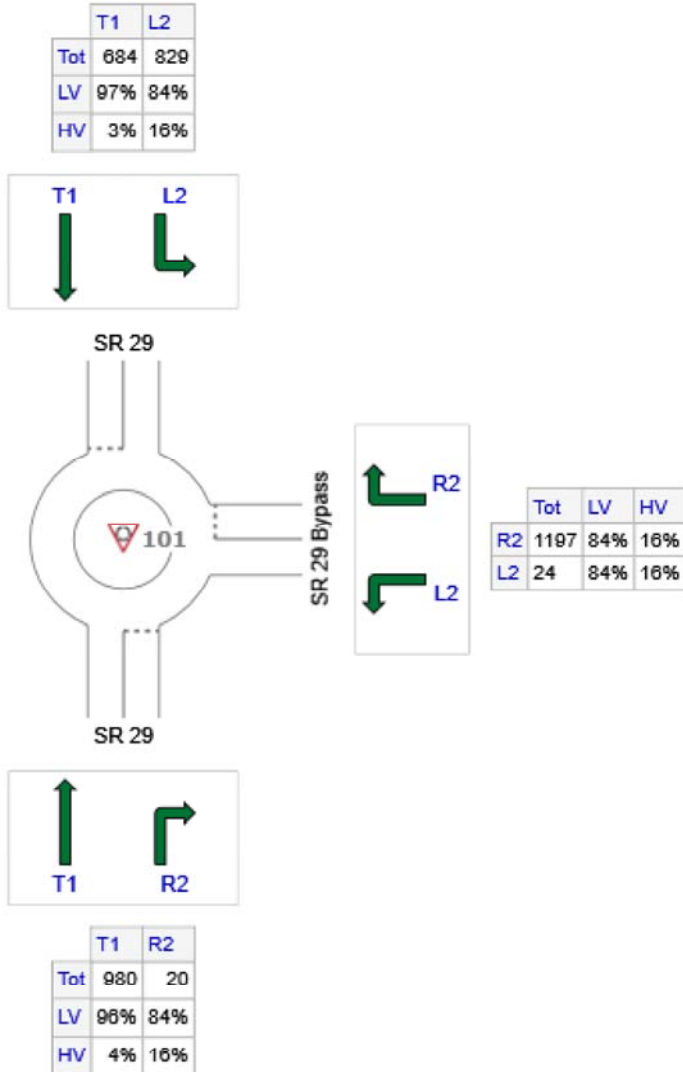 T1 L2
Tot 684 829
LV 97% 84%
HV 3% 16%
T1 L2
SR 29
101
SR 29 Bypass
R2
L2
Tot LV HV
R2 1197 84% 16%
L2 24 84% 16%
SR 29
T1 R2
T1 R2
Tot 980 20
LV 96% 84%
HV 4% 16%